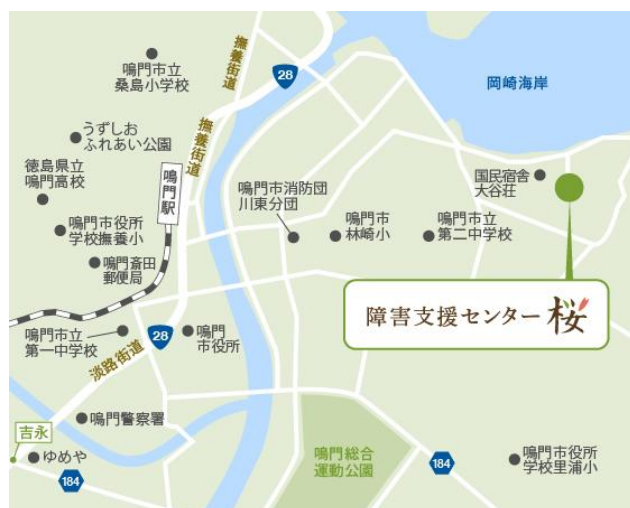 鳴門市立
桑島小学校
撫養街道
28
岡崎海岸
うずしお
ふれあい公園
撫養街道
徳島県立
鳴門高校
鳴門駅
鳴門市消防団
川東分団
国民宿舎
大谷荘
鳴門市役所
学校撫養小
鳴門市
林崎小
鳴門市立
第二中学校
鳴門斎田
郵便局
障害支援センター 桜
鳴門市立
第一中学校
28
鳴門
市役所
淡路街道
鳴門警察署
吉永
ゆめや
184
鳴門総合
運動公園
184
鳴門市役所
学校里浦小